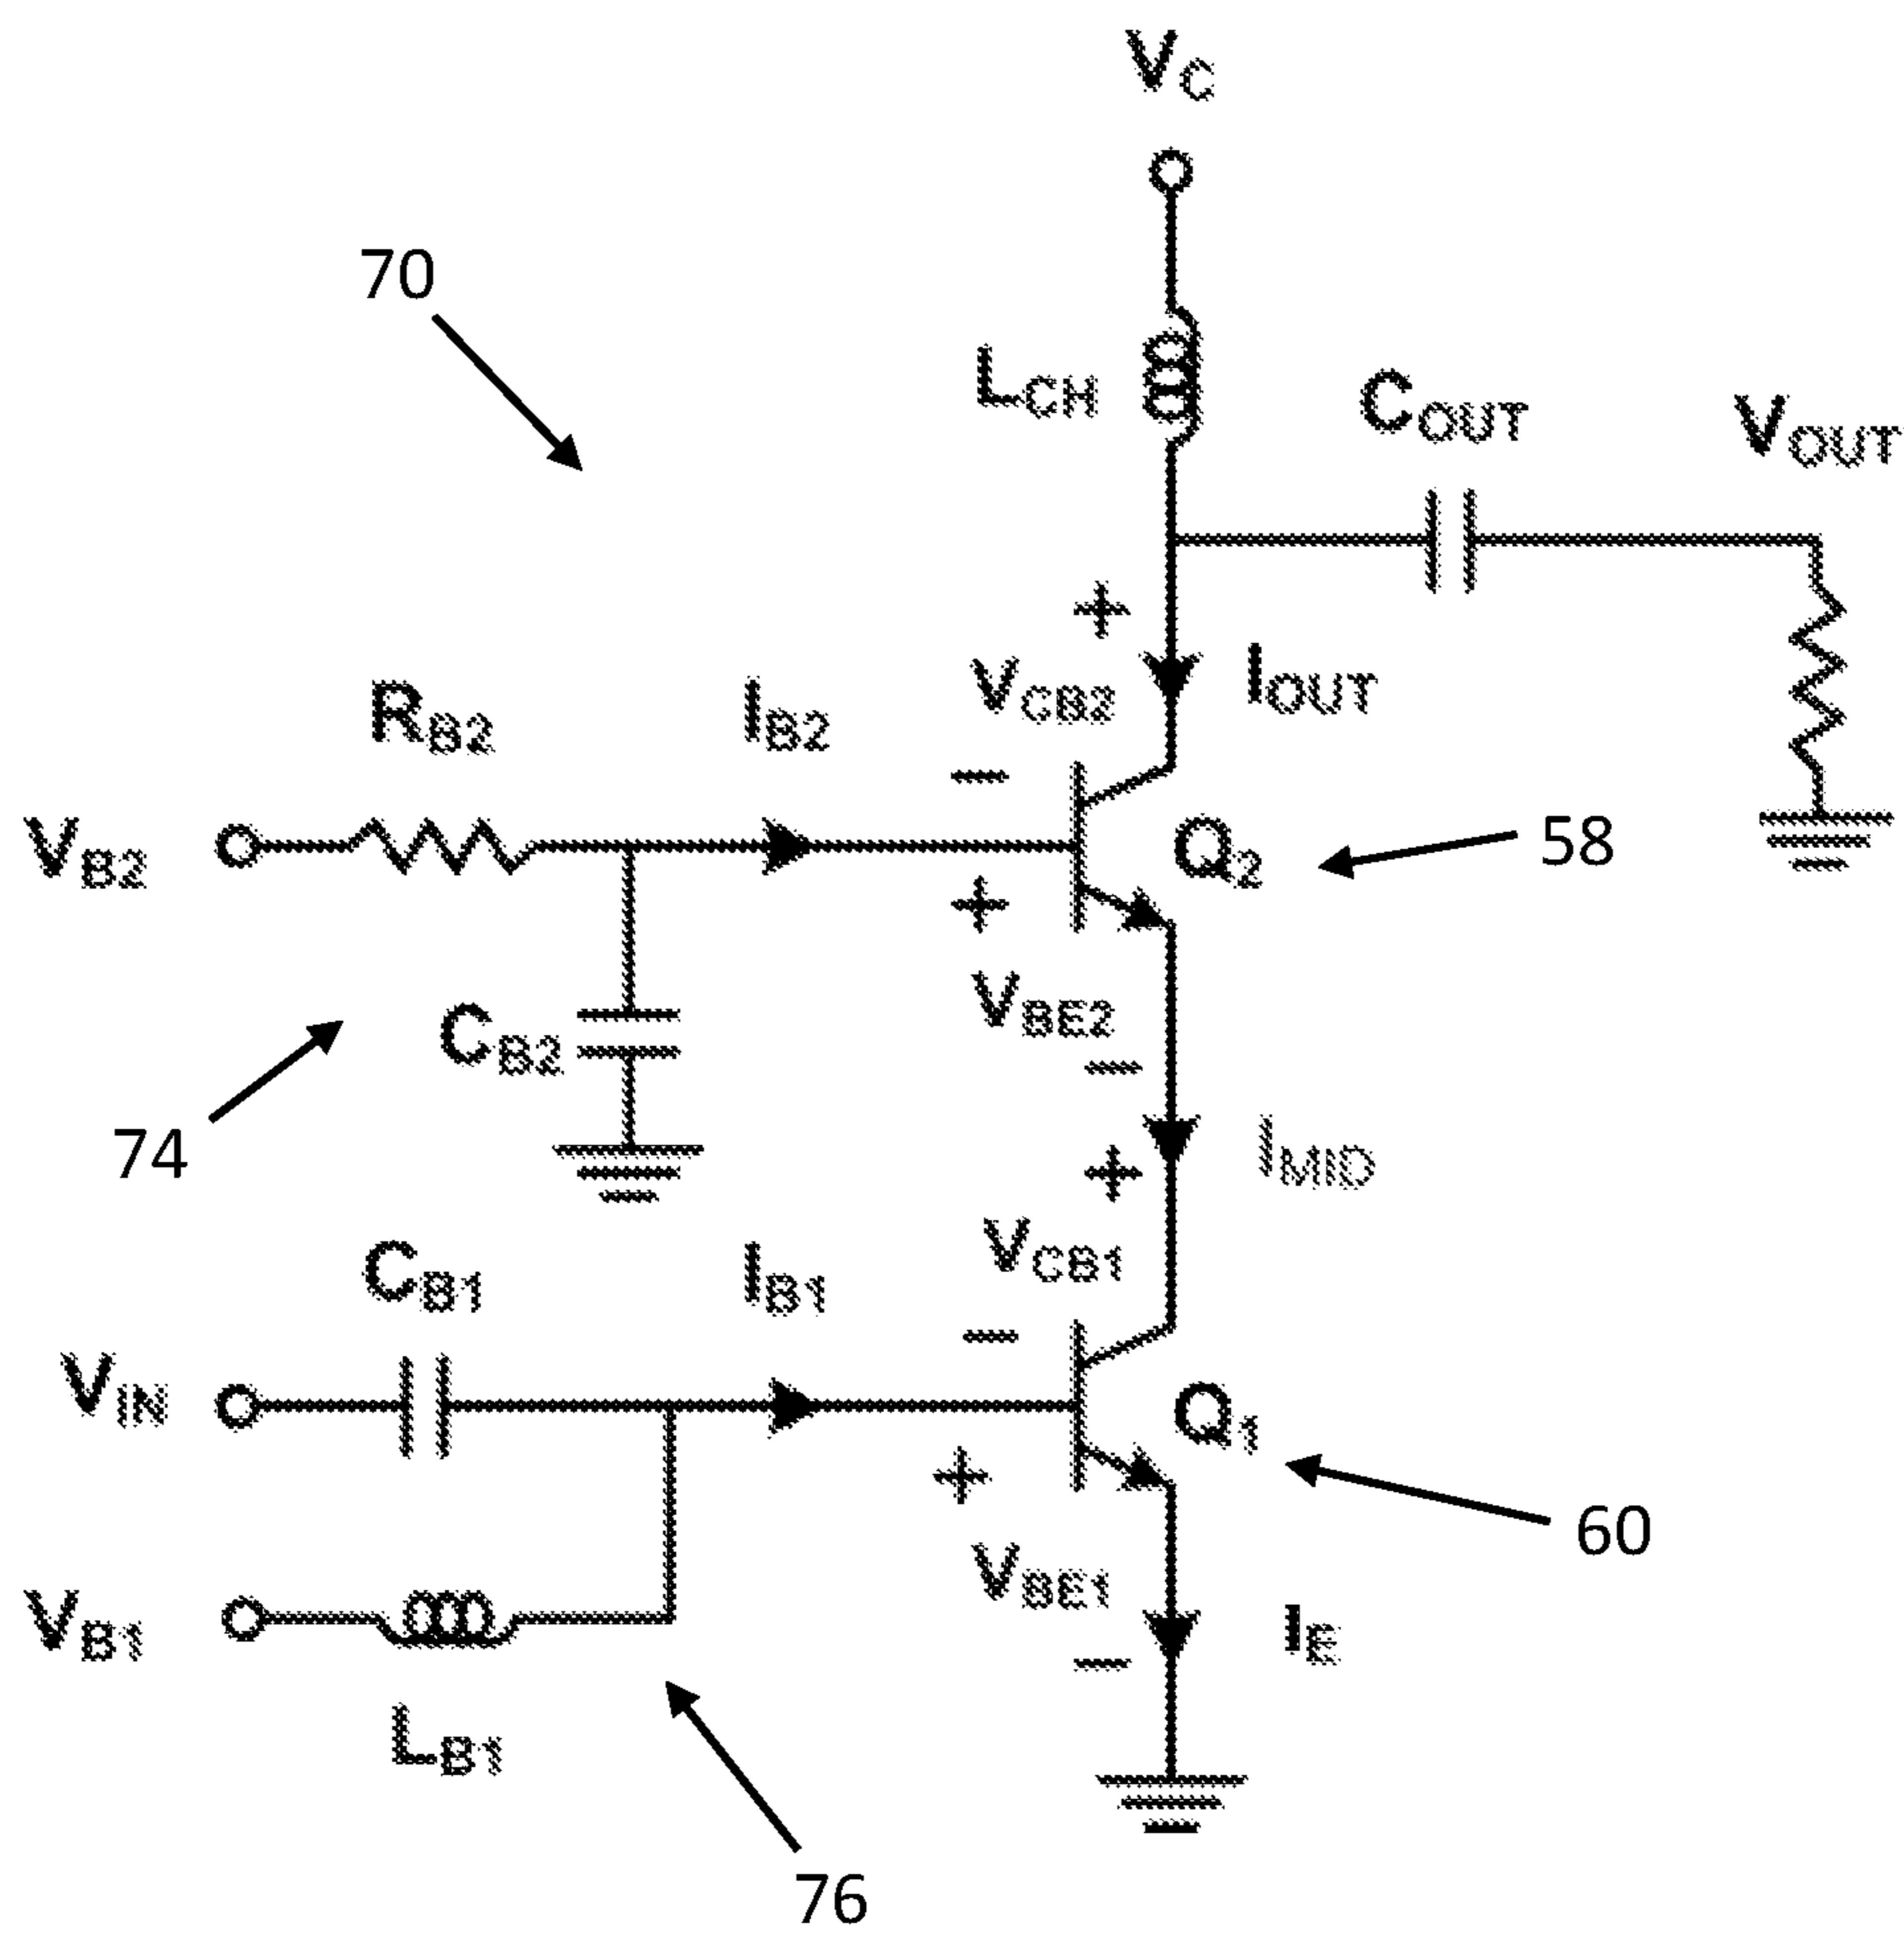 VC
70
LCH
COUT
VOUT
+
VCB2
IOUT
RB2
IB2
−
VB2
Q2
58
+
VBE2
CB2
−
74
IMID
+
VCB1
CB1
IB1
−
VIN
Q1
+
60
VBE1
VB1
IE
−
LB1
76